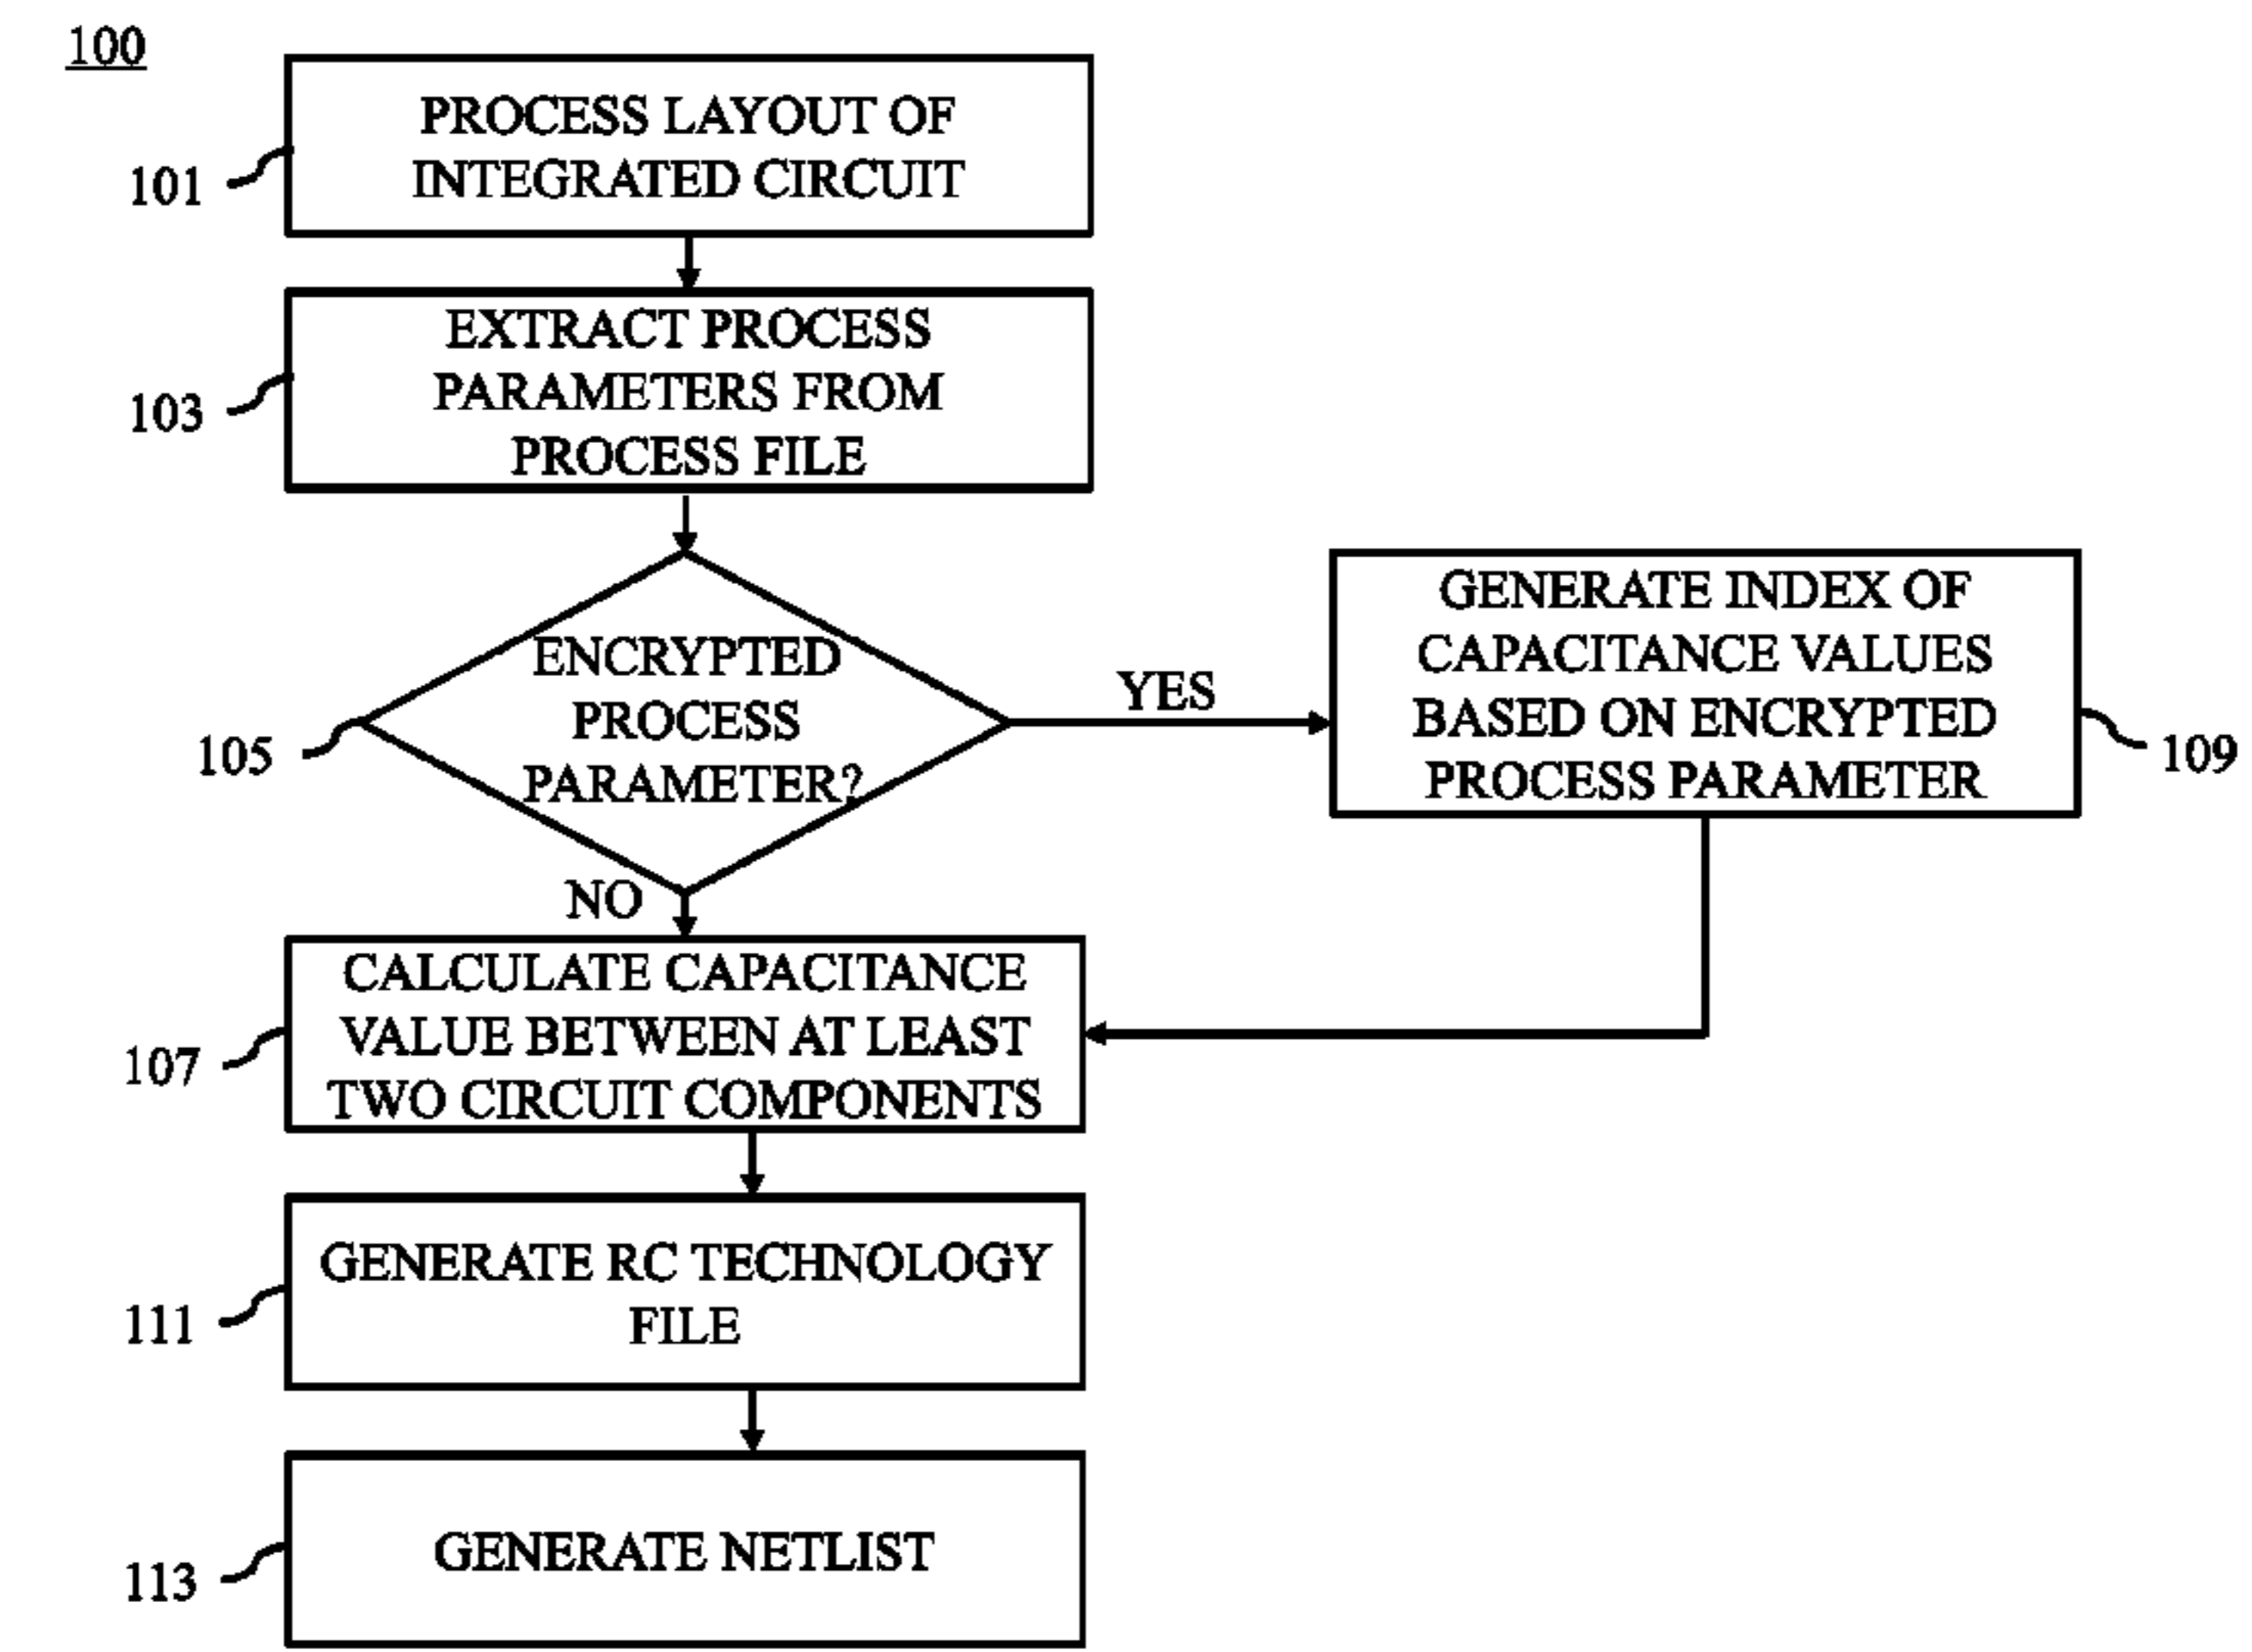 100
PROCESS LAYOUT OF
INTEGRATED CIRCUIT
101
EXTRACT PROCESS
PARAMETERS FROM
PROCESS FILE
103
ENCRYPTED
PROCESS
PARAMETER?
105
YES
GENERATE INDEX OF
CAPACITANCE VALUES
BASED ON ENCRYPTED
PROCESS PARAMETER
109
NO
CALCULATE CAPACITANCE
VALUE BETWEEN AT LEAST
TWO CIRCUIT COMPONENTS
107
GENERATE RC TECHNOLOGY
FILE
111
GENERATE NETLIST
113